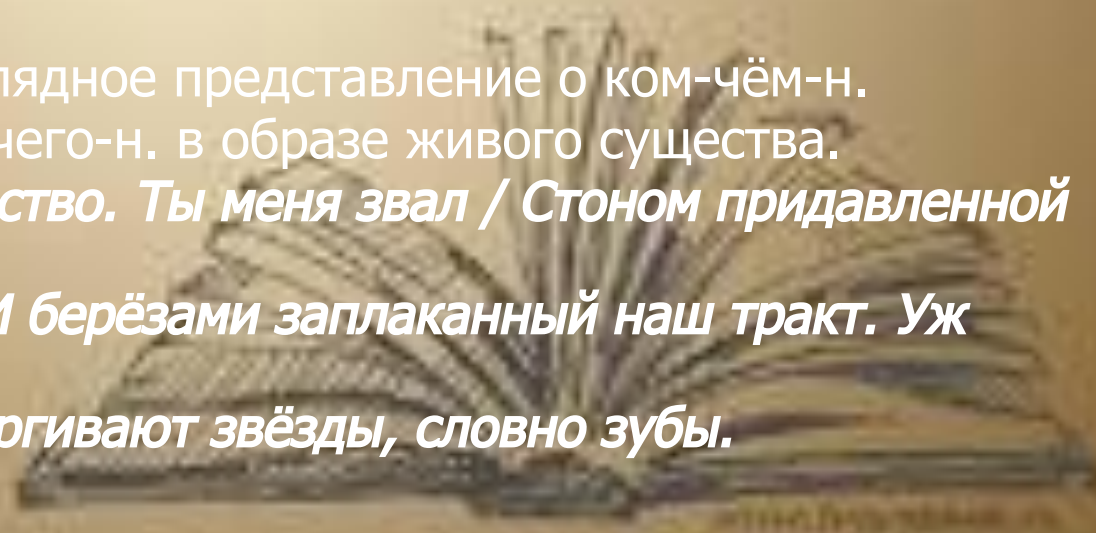 лядное представление о ком-чём-н.
чего-н. в образе живого существа.
ство. Ты меня звал / Стоном придавленной
И берёзами заплаканный наш тракт. Уж
ргивают звёзды, словно зубы.